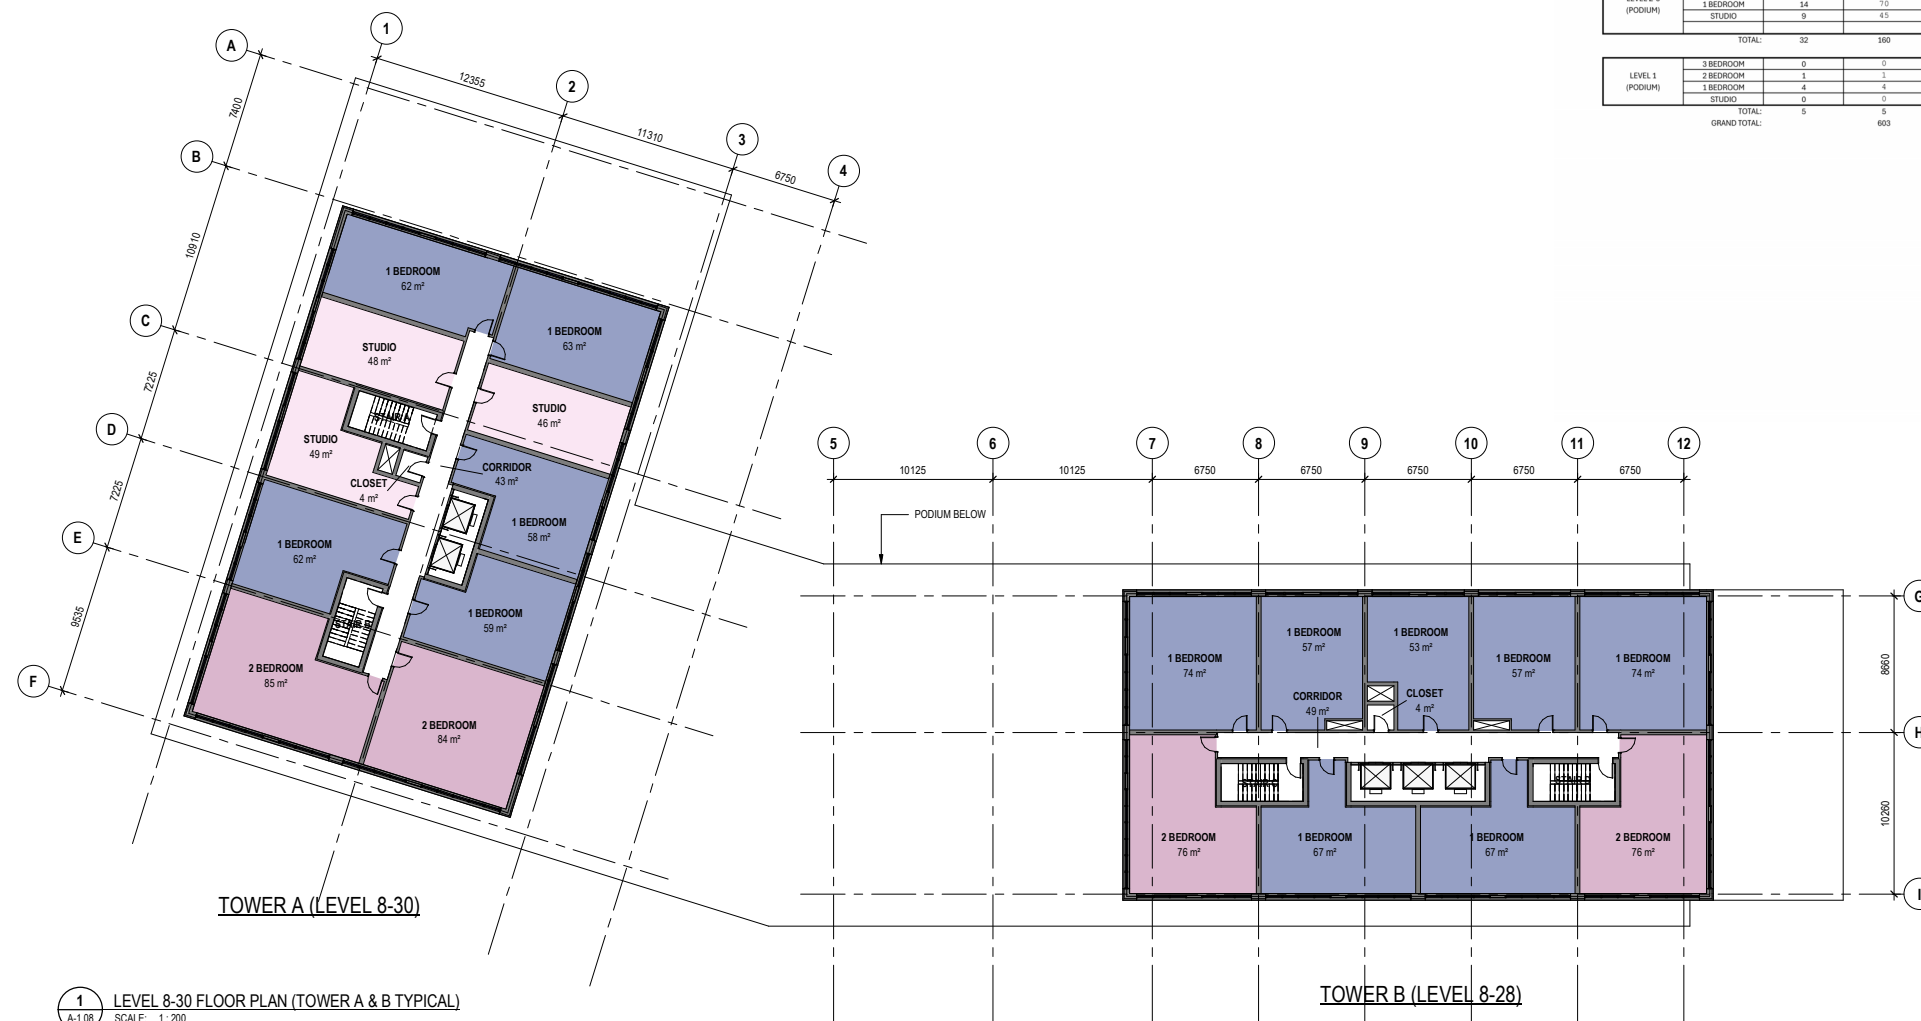 (PODIUM)
1 BEDROOM 14 70
STUDIO 9 45
TOTAL: 32 160
LEVEL 1
(PODIUM)
3 BEDROOM 0 0
2 BEDROOM 1 1
1 BEDROOM 4 4
STUDIO 0 0
TOTAL: 5 5
GRAND TOTAL: 603
1
A
12355
2
7400
11310
3
B
6750
4
10910
1 BEDROOM
62 m²
C
1 BEDROOM
63 m²
STUDIO
48 m²
7225
STUDIO
46 m²
D
STUDIO
49 m²
CORRIDOR
43 m²
CLOSET
4 m²
7225
1 BEDROOM
58 m²
E
1 BEDROOM
62 m²
9535
1 BEDROOM
59 m²
2 BEDROOM
85 m²
F
2 BEDROOM
84 m²
TOWER A (LEVEL 8-30)
5
6
7
8
9
10
11
12
10125
10125
6750
6750
6750
6750
6750
PODIUM BELOW
G
1 BEDROOM
74 m²
1 BEDROOM
57 m²
1 BEDROOM
53 m²
1 BEDROOM
57 m²
1 BEDROOM
74 m²
8660
CORRIDOR
49 m²
CLOSET
4 m²
H
2 BEDROOM
76 m²
1 BEDROOM
67 m²
1 BEDROOM
67 m²
2 BEDROOM
76 m²
10260
I
TOWER B (LEVEL 8-28)
1
A-1.08
LEVEL 8-30 FLOOR PLAN (TOWER A & B TYPICAL)
SCALE: 1 : 200